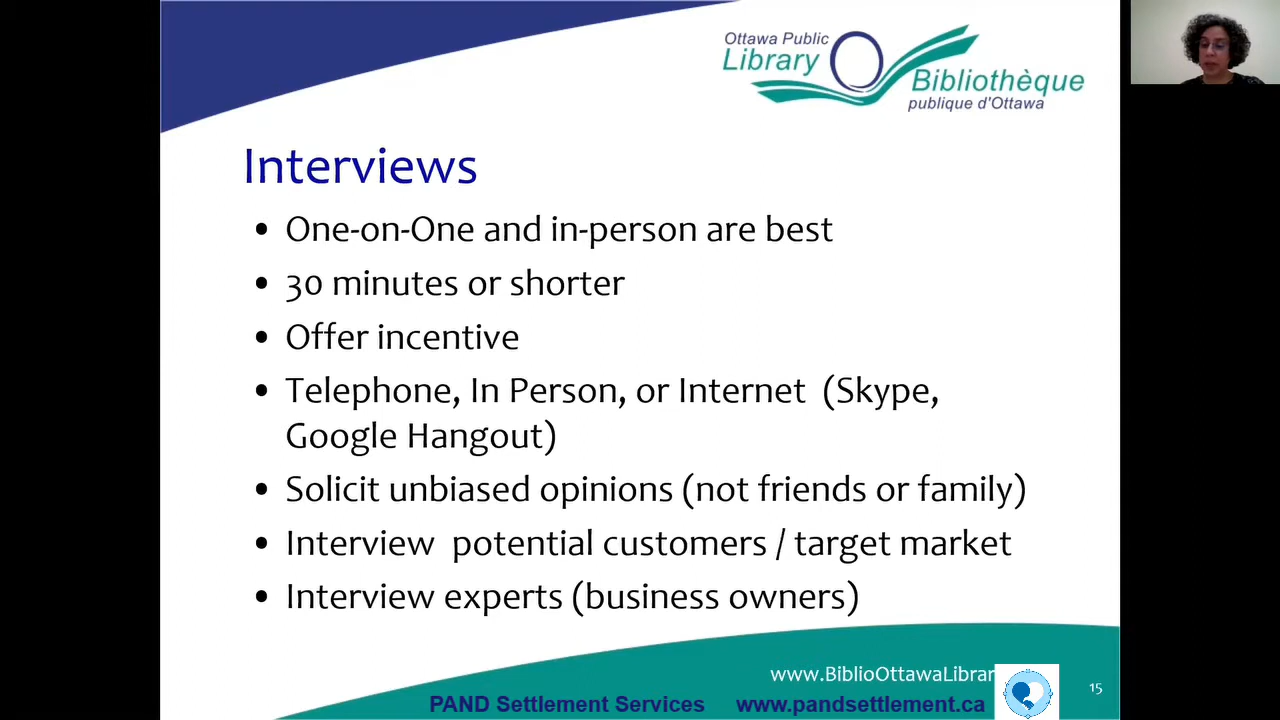 Ottawa Public
Library
Bibliothèque
publique d'Ottawa
Interviews
• One-on-One and in-person are best
• 30 minutes or shorter
• Offer incentive
• Telephone, In Person, or Internet (Skype,
Google Hangout)
• Solicit unbiased opinions (not friends or family)
• Interview potential customers / target market
• Interview experts (business owners)
www.BiblioOttawaLibrar
15
PAND Settlement Services www.pandsettlement.ca